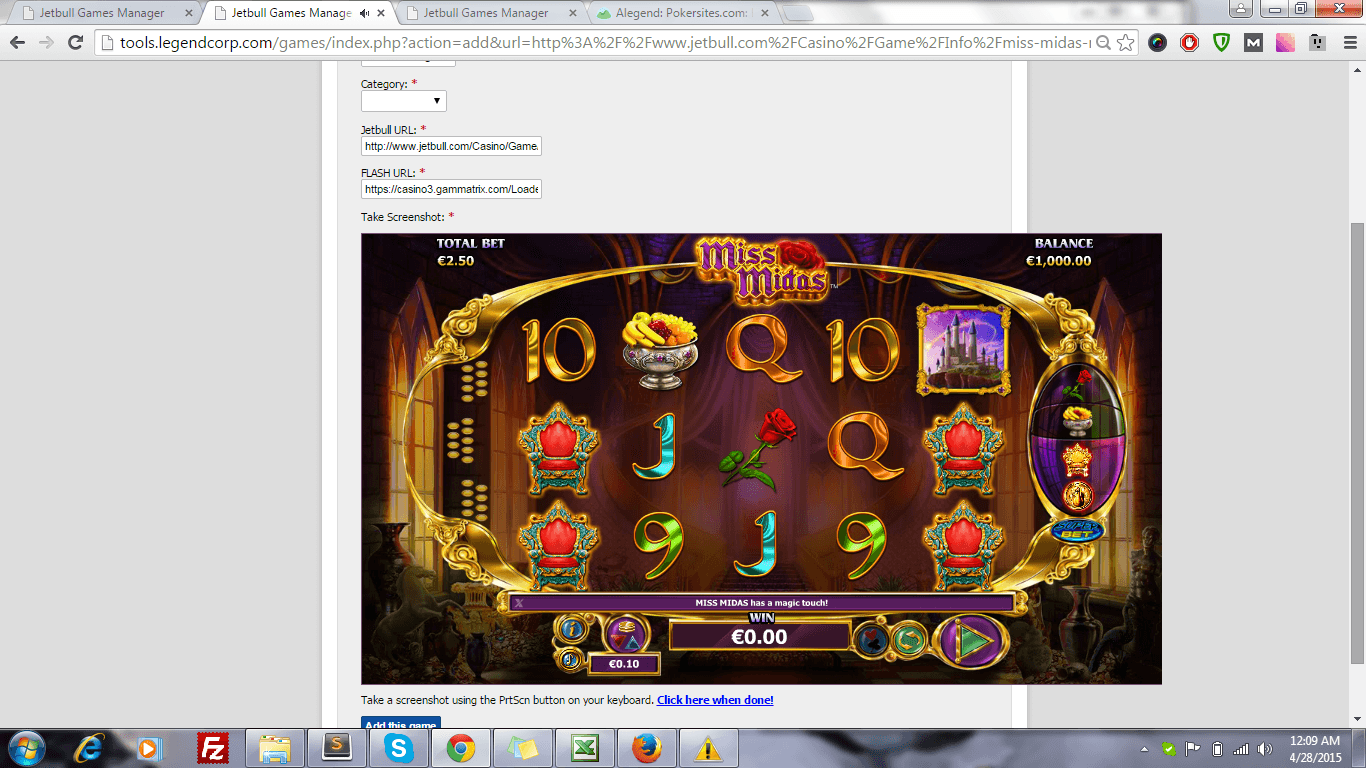 Jetbull Games Manager
Jetbull Games Manage
Jetbull Games Manager
Alegend: Pokersites.com:
tools.legendcorp.com/games/index.php?action=add&url=http%3A%2F%2Fwww.jetbull.com%2FCasino%2FGame%2FInfo%2Fmiss-midas-
Category: *
Jetbull URL: *
http://www.jetbull.com/Casino/Game
FLASH URL: *
https://casino3.gammatrix.com/Loade
Take Screenshot: *
TOTAL BET
€2.50
Miss Midas™
BALANCE
€1,000.00
10 Q 10
J Q
9 J 9
SUPER BET
MISS MIDAS has a magic touch!
WIN
€0.00
€0.10
Take a screenshot using the PrtScn button on your keyboard. Click here when done!
Add this game
12:09 AM
4/28/2015